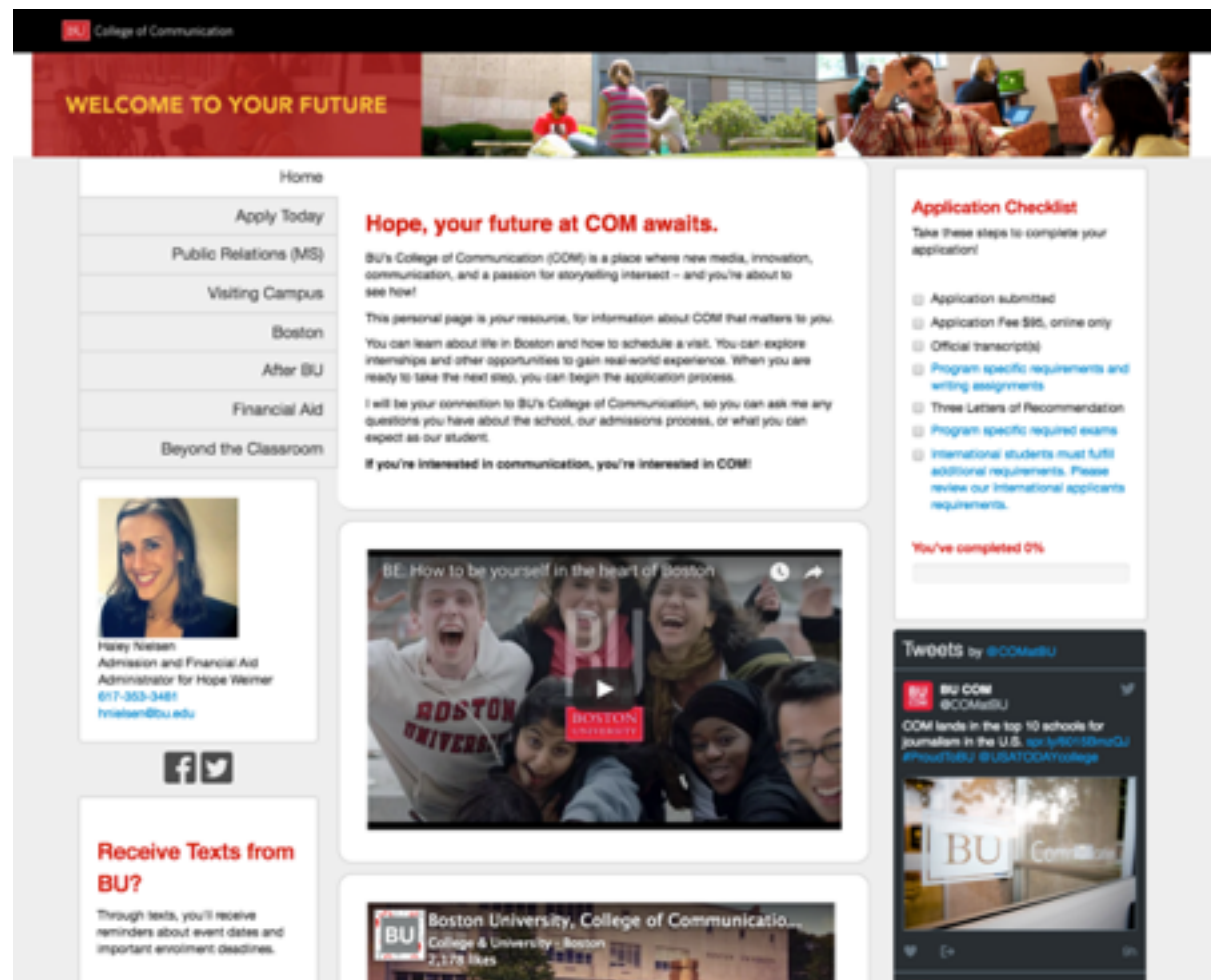 BU College of Communication
WELCOME TO YOUR FUTURE
Home
Apply Today
Public Relations (MS)
Visiting Campus
Boston
After BU
Financial Aid
Beyond the Classroom
Haley Nielsen
Admission and Financial Aid
Administrator for Hope Weimer
617-353-3481
hnielsen@bu.edu
Receive Texts from
BU?
Through texts, you'll receive
reminders about event dates and
important enrolment deadlines.
Hope, your future at COM awaits.
BU's College of Communication (COM) is a place where new media, innovation,
communication, and a passion for storytelling intersect – and you're about to
see how!
This personal page is your resource, for information about COM that matters to you.
You can learn about life in Boston and how to schedule a visit. You can explore
internships and other opportunities to gain real-world experience. When you are
ready to take the next step, you can begin the application process.
I will be your connection to BU's College of Communication, so you can ask me any
questions you have about the school, our admissions process, or what you can
expect as our student.
If you're interested in communication, you're interested in COM!
BE: How to be yourself in the heart of Boston
BU
BOSTON
UNIVERSITY
BOSTON
UNIVERSITY
BU
Boston University, College of Communicatio...
College & University - Boston
2,178 likes
Application Checklist
Take these steps to complete your
application!
Application submitted
Application Fee $95, online only
Official transcript(s)
Program specific requirements and
writing assignments
Three Letters of Recommendation
Program specific required exams
International students must fulfill
additional requirements. Please
review our International applicants
requirements.
You've completed 0%
Tweets by @COMatBU
BU COM
@COMatBU
COM lands in the top 10 schools for
journalism in the U.S.
#ProudToBU @USATODAYcollege
BU
9h